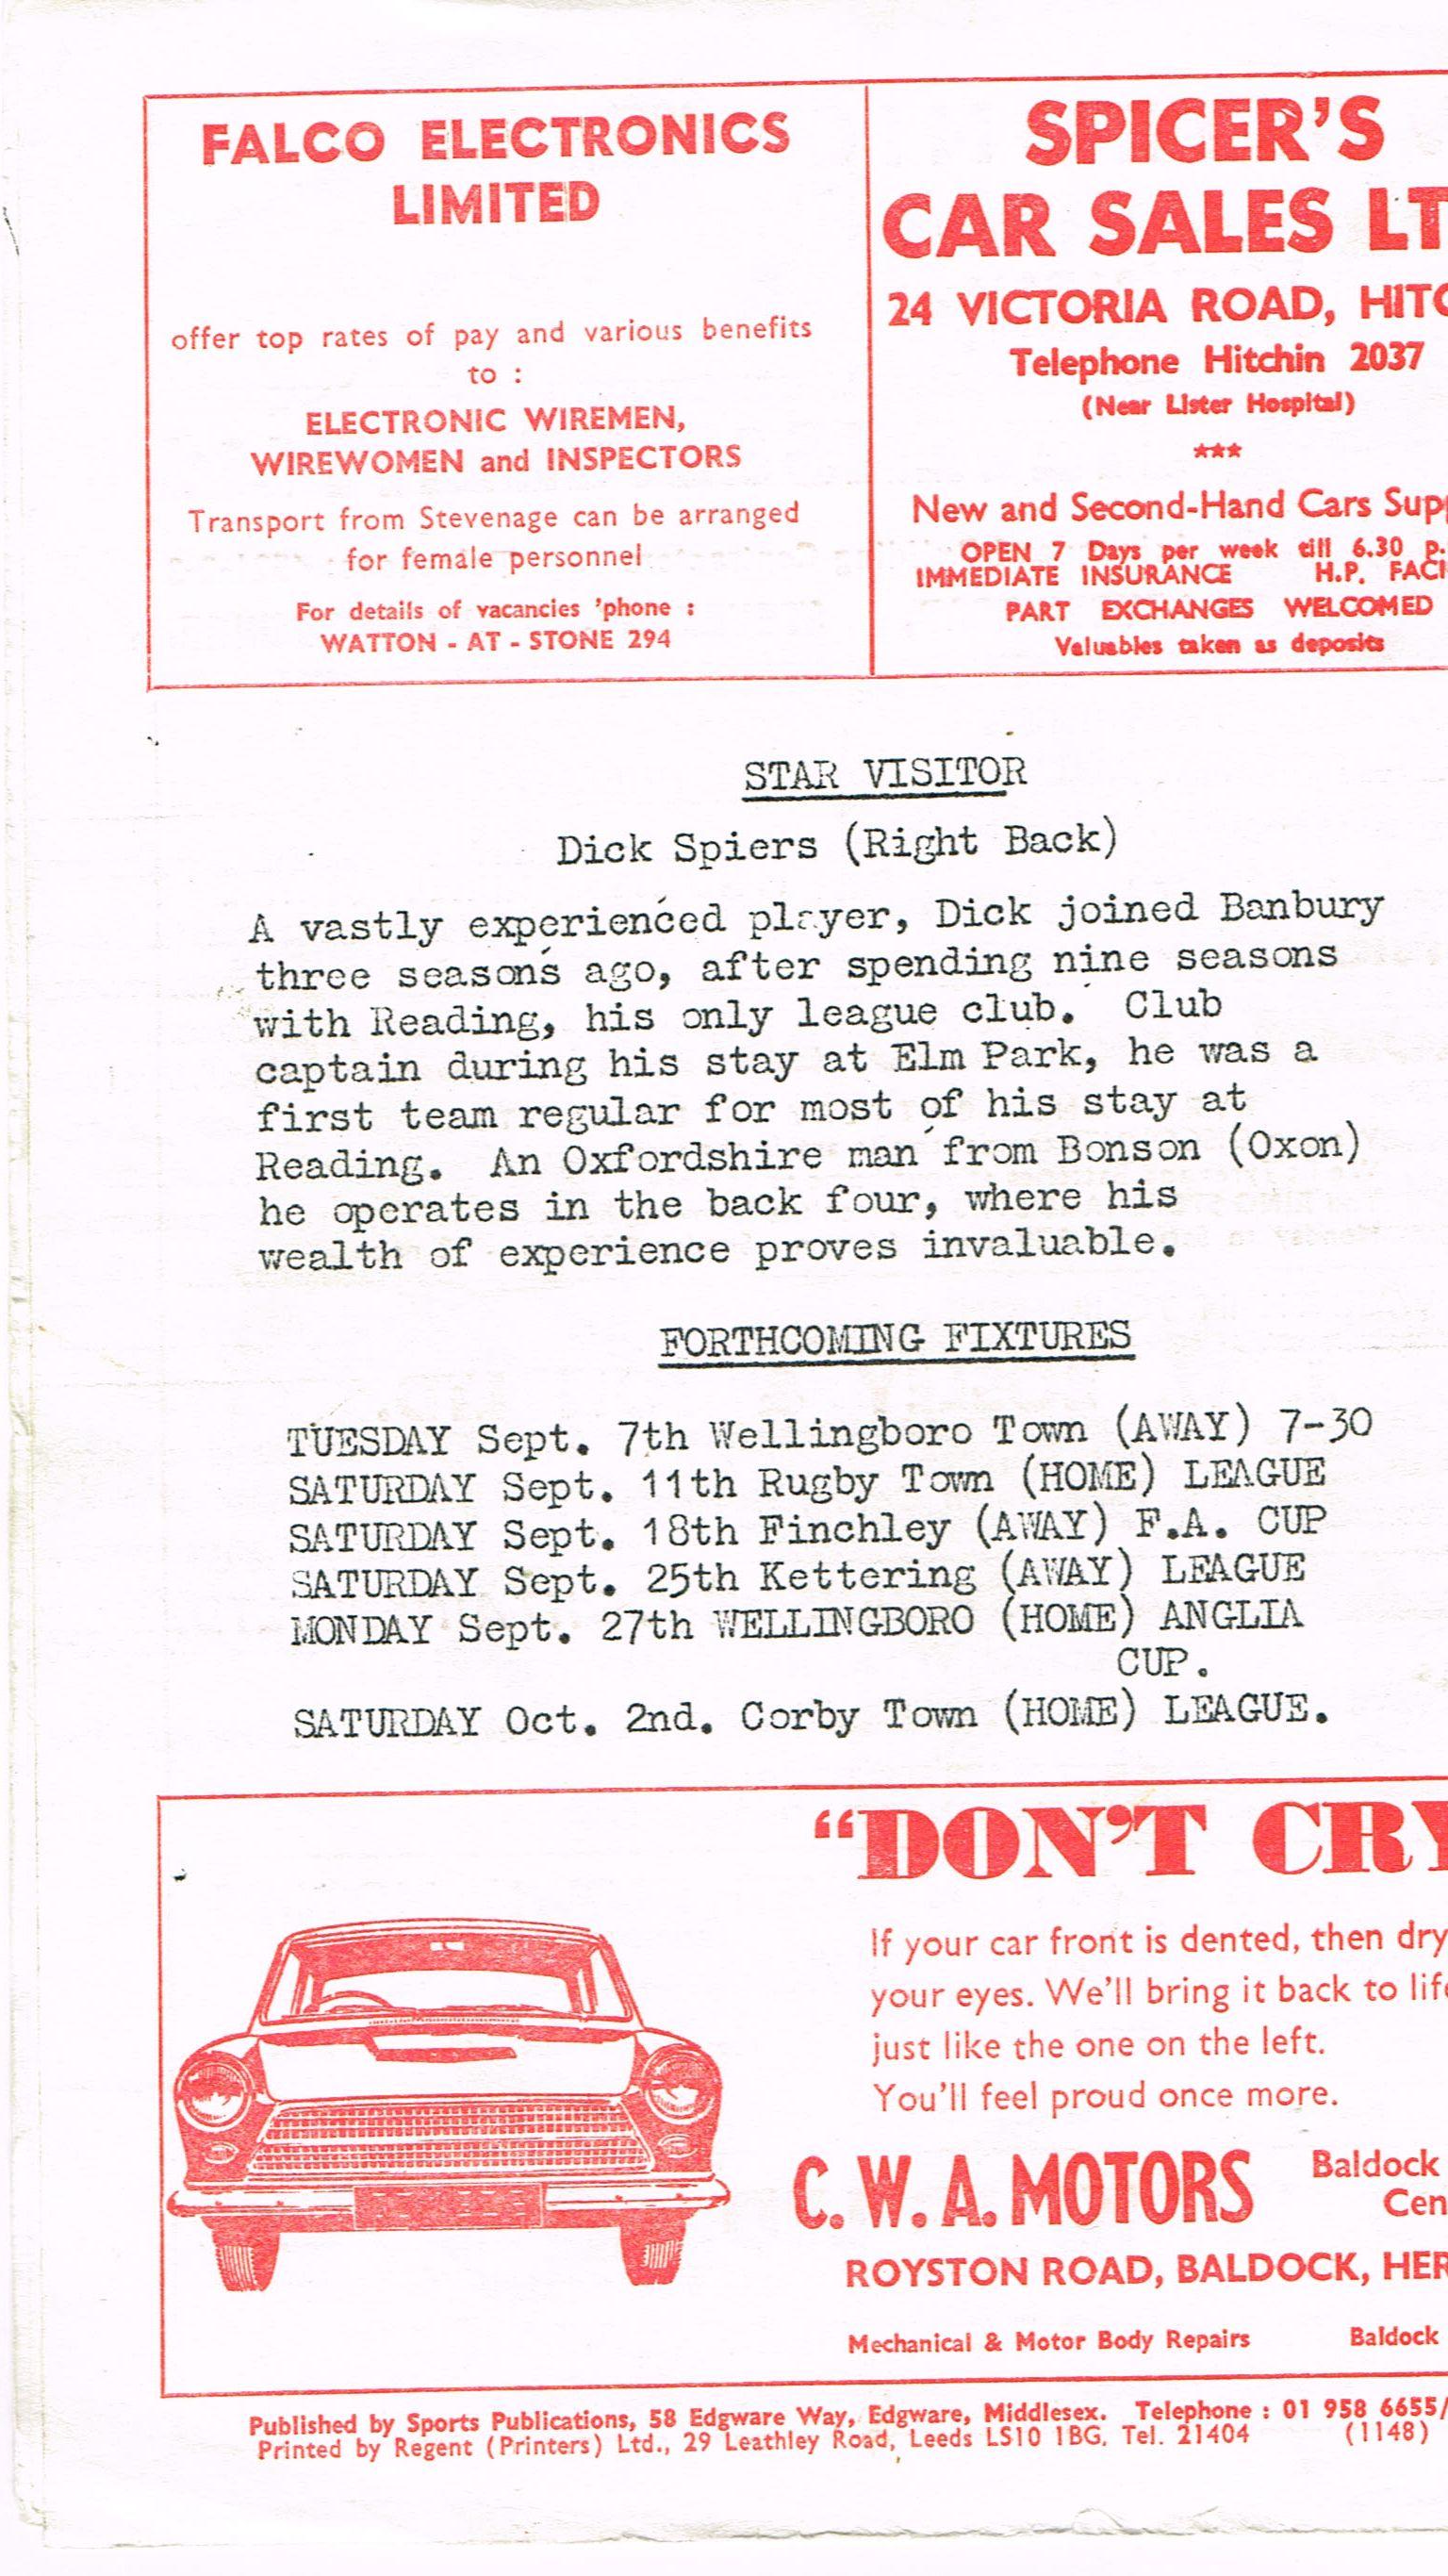 FALCO ELECTRONICS
LIMITED
offer top rates of pay and various benefits
to :
ELECTRONIC WIREMEN,
WIREWOMEN and INSPECTORS
Transport from Stevenage can be arranged
for female personnel
For details of vacancies 'phone :
WATTON - AT - STONE 294
SPICER'S
CAR SALES LT
24 VICTORIA ROAD, HITC
Telephone Hitchin 2037
(Near Lister Hospital)
***
New and Second-Hand Cars Supp
OPEN 7 Days per week till 6.30 p.
IMMEDIATE INSURANCE H.P. FACI
PART EXCHANGES WELCOMED
Valuables taken as deposits
STAR VISITOR
Dick Spiers (Right Back)
A vastly experienced player, Dick joined Banbury
three seasons ago, after spending nine seasons
with Reading, his only league club. Club
captain during his stay at Elm Park, he was a
first team regular for most of his stay at
Reading. An Oxfordshire man from Bonson (Oxon)
he operates in the back four, where his
wealth of experience proves invaluable.
FORTHCOMING FIXTURES
TUESDAY Sept. 7th Wellingboro Town (AWAY) 7-30
SATURDAY Sept. 11th Rugby Town (HOME) LEAGUE
SATURDAY Sept. 18th Finchley (AWAY) F.A. CUP
SATURDAY Sept. 25th Kettering (AWAY) LEAGUE
MONDAY Sept. 27th WELLINGBORO (HOME) ANGLIA
CUP.
SATURDAY Oct. 2nd. Corby Town (HOME) LEAGUE.
"DON'T CRY
If your car front is dented, then dry
your eyes. We'll bring it back to life
just like the one on the left.
You'll feel proud once more.
C. W. A. MOTORS
Baldock
Cen
ROYSTON ROAD, BALDOCK, HER
Mechanical & Motor Body Repairs Baldock
Published by Sports Publications, 58 Edgware Way, Edgware, Middlesex. Telephone : 01 958 6655/
Printed by Regent (Printers) Ltd., 29 Leathley Road, Leeds LS10 1BG. Tel. 21404 (1148)